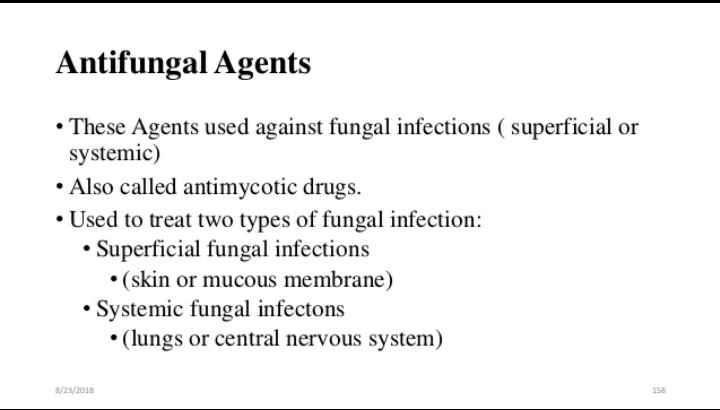 Antifungal Agents
• These Agents used against fungal infections ( superficial or
systemic)
• Also called antimycotic drugs.
• Used to treat two types of fungal infection:
• Superficial fungal infections
• (skin or mucous membrane)
• Systemic fungal infectons
• (lungs or central nervous system)
8/23/2018
158